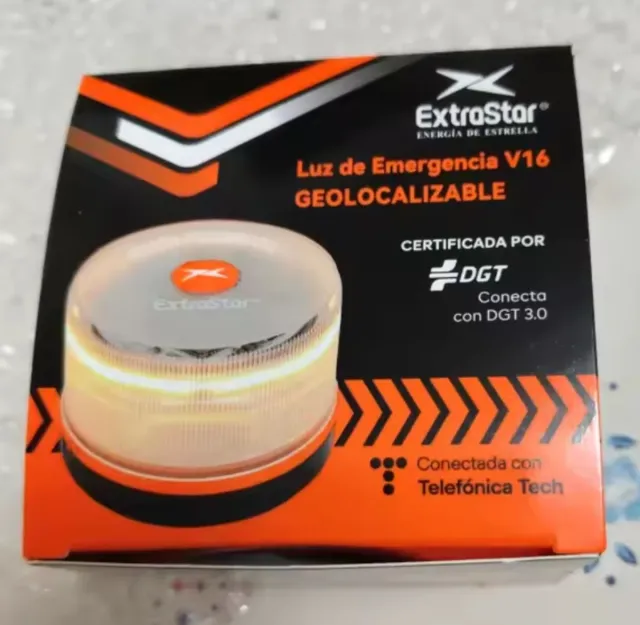 ExtraStar®
ENERGÍA DE ESTRELLA
Luz de Emergencia V16
GEOLOCALIZABLE
CERTIFICADA POR
DGT
Conecta
con DGT 3.0
ExtraStar
Conectada con
Telefónica Tech